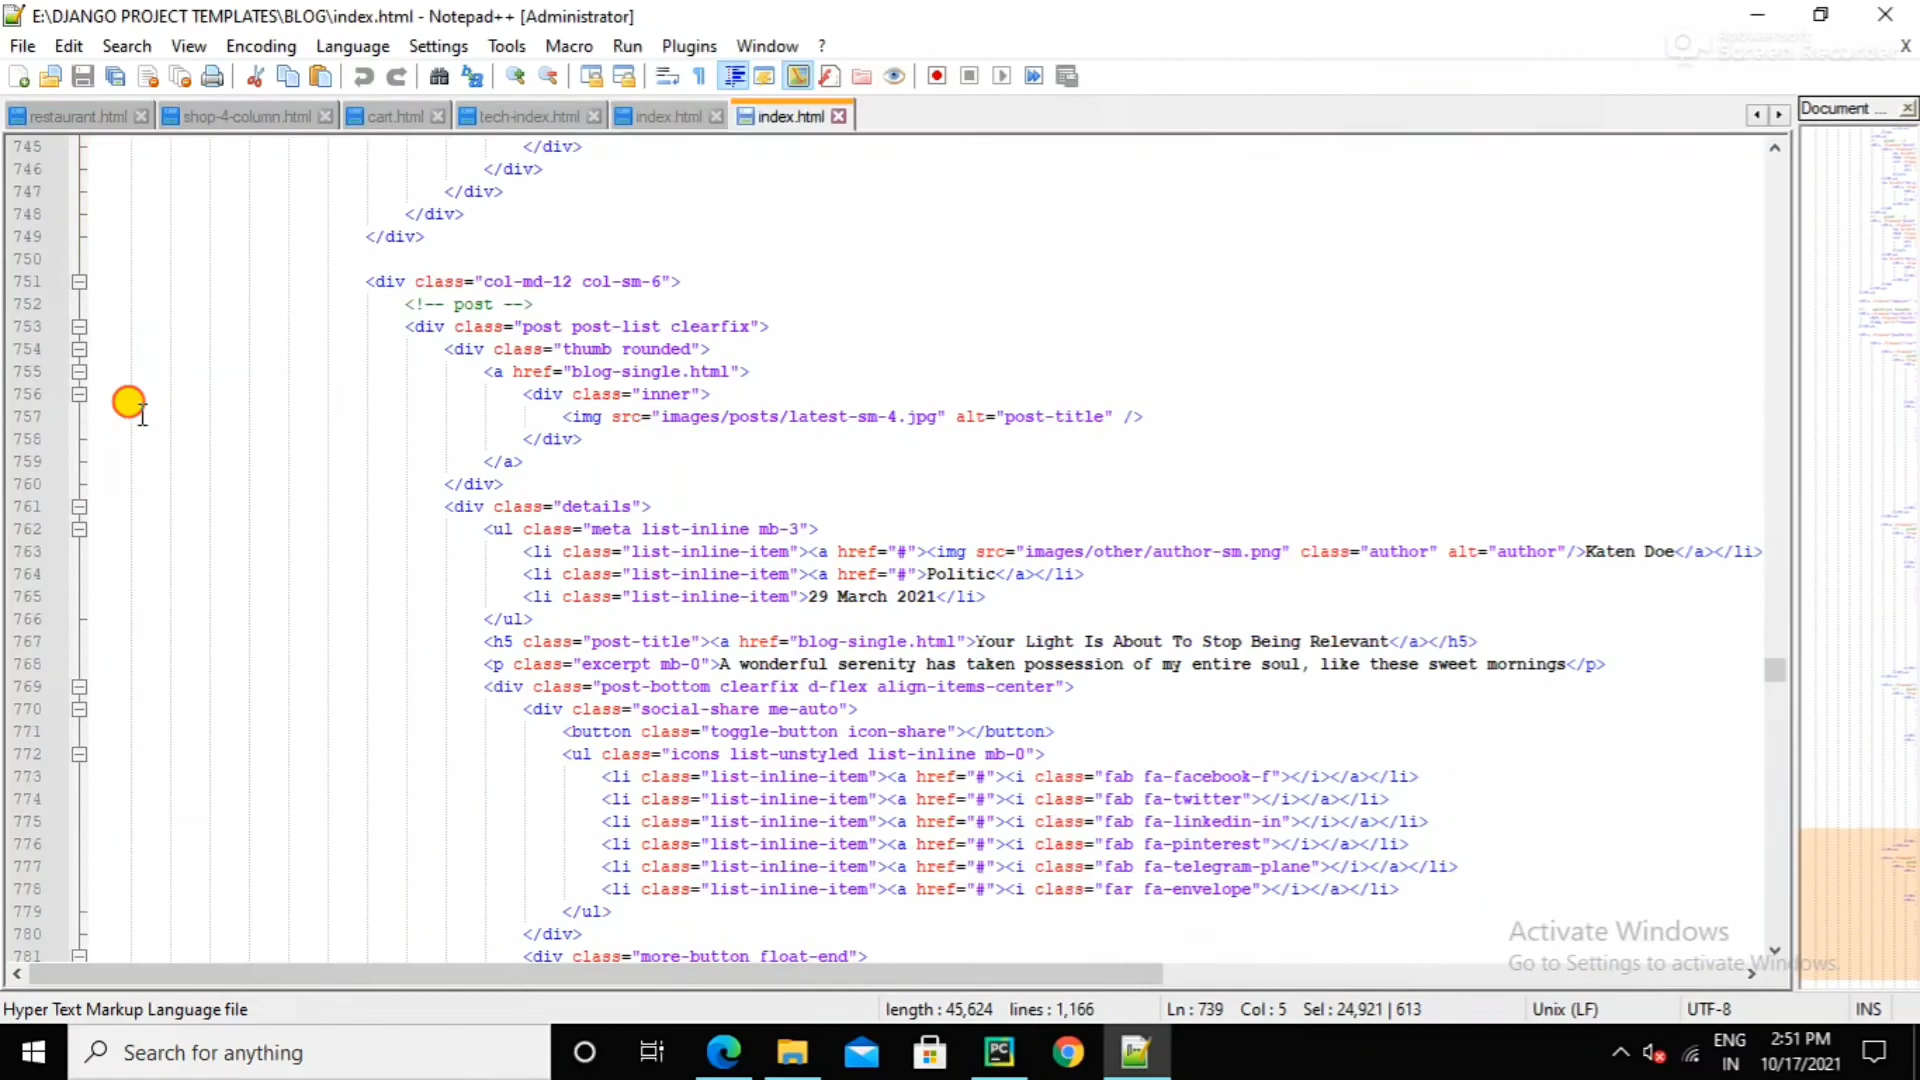 E:\DJANGO PROJECT TEMPLATES\BLOG\index.html - Notepad++ [Administrator]
Apowersoft
Screen Recorder
File Edit Search View Encoding Language Settings Tools Macro Run Plugins Window ? X
restaurant.html shop-4-column.html cart.html tech-index.html index.html index.html Document ...
745 </div>
746 </div>
747 </div>
748 </div>
749 </div>
750
751 <div class="col-md-12 col-sm-6">
752 <!-- post -->
753 <div class="post post-list clearfix">
754 <div class="thumb rounded">
755 <a href="blog-single.html">
756 <div class="inner">
757 <img src="images/posts/latest-sm-4.jpg" alt="post-title" />
758 </div>
759 </a>
760 </div>
761 <div class="details">
762 <ul class="meta list-inline mb-3">
763 <li class="list-inline-item"><a href="#"><img src="images/other/author-sm.png" class="author" alt="author"/>Katen Doe</a></li>
764 <li class="list-inline-item"><a href="#">Politic</a></li>
765 <li class="list-inline-item">29 March 2021</li>
766 </ul>
767 <h5 class="post-title"><a href="blog-single.html">Your Light Is About To Stop Being Relevant</a></h5>
768 <p class="excerpt mb-0">A wonderful serenity has taken possession of my entire soul, like these sweet mornings</p>
769 <div class="post-bottom clearfix d-flex align-items-center">
770 <div class="social-share me-auto">
771 <button class="toggle-button icon-share"></button>
772 <ul class="icons list-unstyled list-inline mb-0">
773 <li class="list-inline-item"><a href="#"><i class="fab fa-facebook-f"></i></a></li>
774 <li class="list-inline-item"><a href="#"><i class="fab fa-twitter"></i></a></li>
775 <li class="list-inline-item"><a href="#"><i class="fab fa-linkedin-in"></i></a></li>
776 <li class="list-inline-item"><a href="#"><i class="fab fa-pinterest"></i></a></li>
777 <li class="list-inline-item"><a href="#"><i class="fab fa-telegram-plane"></i></a></li>
778 <li class="list-inline-item"><a href="#"><i class="far fa-envelope"></i></a></li>
779 </ul>
780 </div>
781 <div class="more-button float-end">
Activate Windows
Go to Settings to activate Windows.
Hyper Text Markup Language file length : 45,624 lines : 1,166 Ln : 739 Col : 5 Sel : 24,921 | 613 Unix (LF) UTF-8 INS
Search for anything
PC
ENG
IN
2:51 PM
10/17/2021